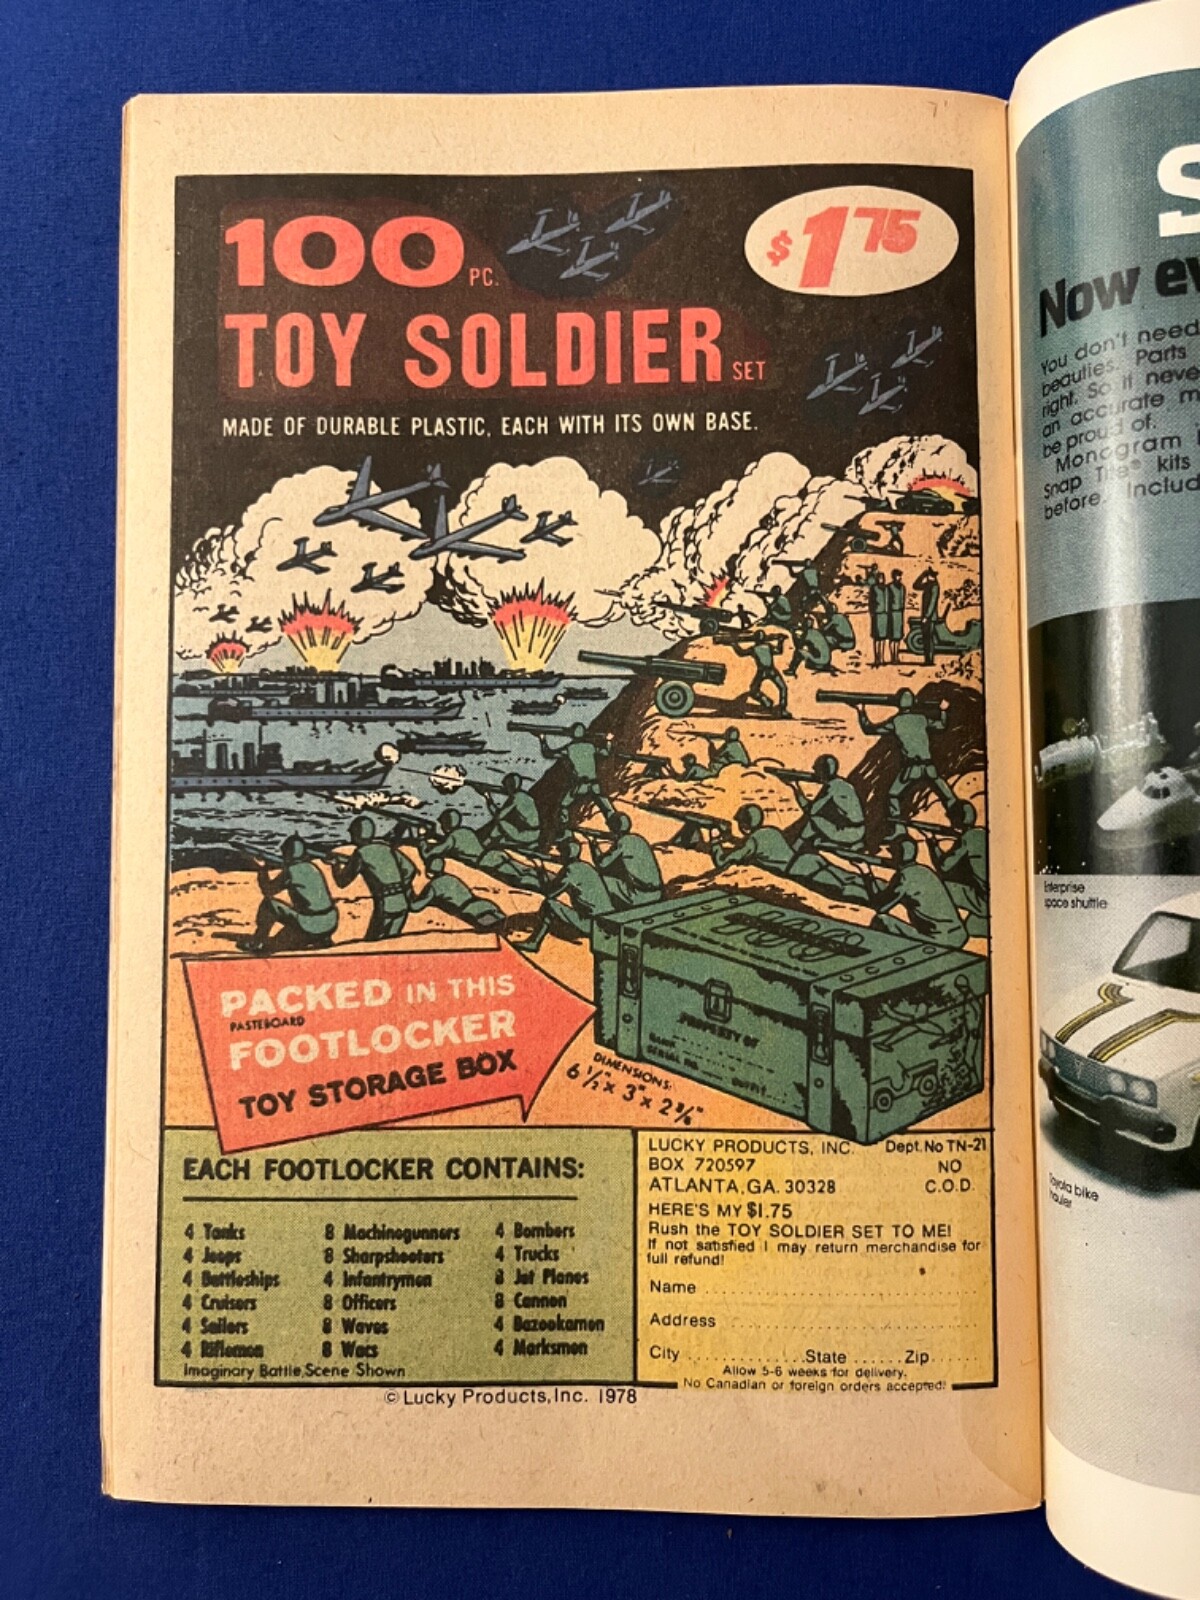 100 PC.
TOY SOLDIER SET
$1.75
MADE OF DURABLE PLASTIC, EACH WITH ITS OWN BASE.
PACKED IN THIS
PASTEBOARD
FOOTLOCKER
TOY STORAGE BOX
PROPERTY OF
NAME
SERIAL NO.
DIMENSIONS:
6 1/2" x 3" x
EACH FOOTLOCKER CONTAINS:
4 Tanks
4 Jeeps
4 Battleships
4 Cruisers
4 Sailors
4 Riflemen
8 Machinegunners
8 Sharpshooters
4 Infantrymen
8 Officers
8 Waves
8 Wacs
4 Bombers
4 Trucks
8 Jet Planes
8 Cannon
4 Bazookamen
4 Marksmen
Imaginary Battle Scene Shown
LUCKY PRODUCTS, INC. Dept. No TN-21
BOX 720597 NO
ATLANTA, GA. 30328 C.O.D.
HERE'S MY $1.75
Rush the TOY SOLDIER SET TO ME!
If not satisfied I may return merchandise for
full refund!
Name
Address
City State Zip
Allow 5-6 weeks for delivery.
No Canadian or foreign orders accepted!
© Lucky Products, Inc. 1978
S
Now ev
You don't need
beauties. Parts
right. So if neve
an accurate m
be proud of.
Monogram
Snap Tite® kits
before. Includ
Enterprise
space shuttle
Toyota bike
hauler